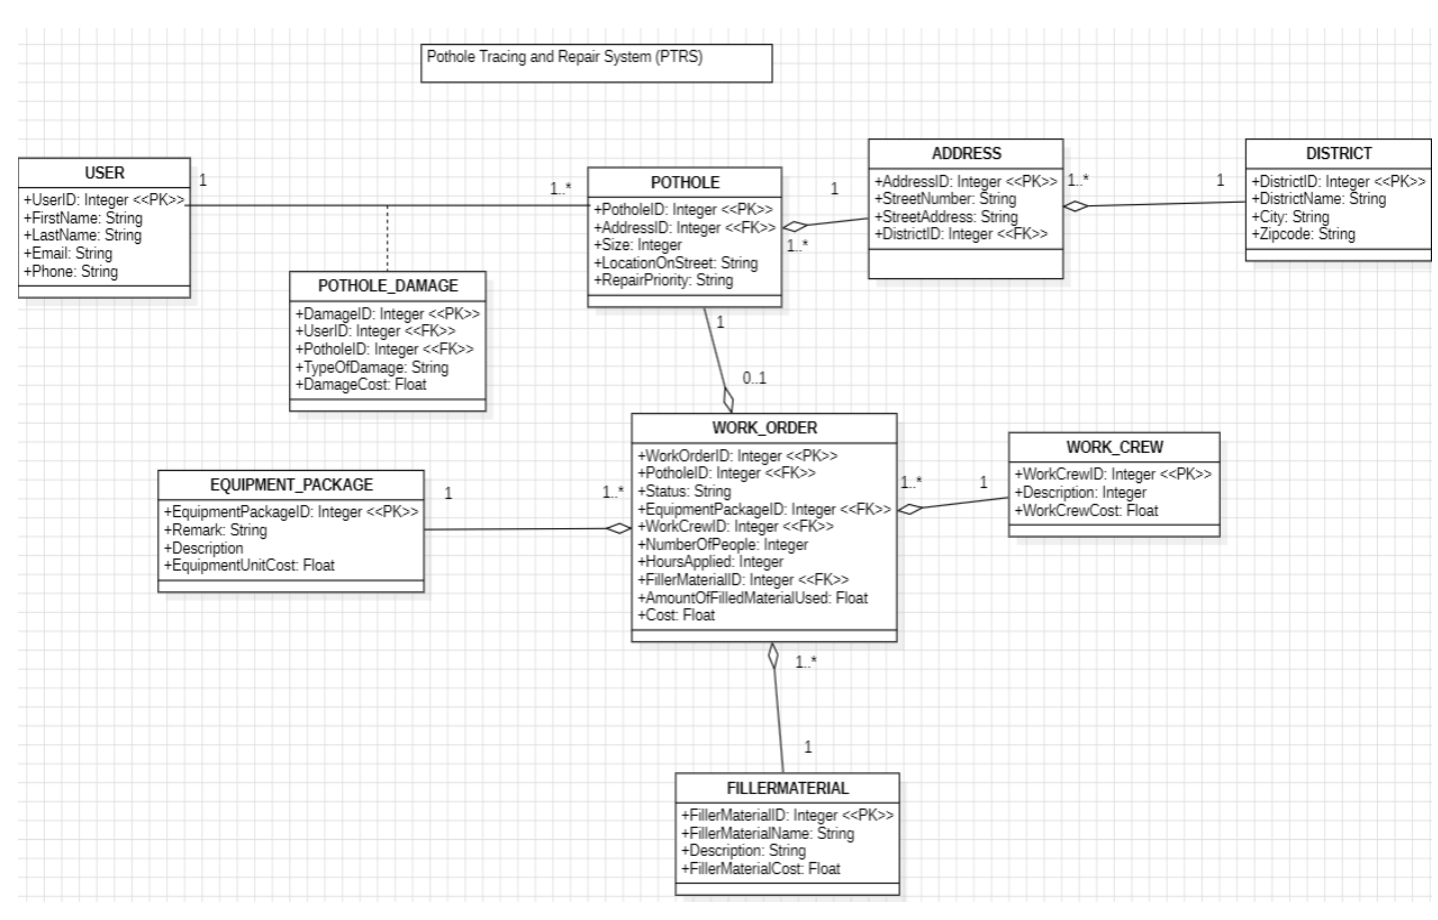 Pothole Tracing and Repair System (PTRS)
USER
+UserID: Integer <<PK>>
+FirstName: String
+LastName: String
+Email: String
+Phone: String
1
1..*
POTHOLE
+PotholeID: Integer <<PK>>
+AddressID: Integer <<FK>>
+Size: Integer
+LocationOnStreet: String
+RepairPriority: String
1
1..*
ADDRESS
+AddressID: Integer <<PK>>
+StreetNumber: String
+StreetAddress: String
+DistrictID: Integer <<FK>>
1..*
1
DISTRICT
+DistrictID: Integer <<PK>>
+DistrictName: String
+City: String
+Zipcode: String
POTHOLE_DAMAGE
+DamageID: Integer <<PK>>
+UserID: Integer <<FK>>
+PotholeID: Integer <<FK>>
+TypeOfDamage: String
+DamageCost: Float
1
0..1
WORK_ORDER
+WorkOrderID: Integer <<PK>>
+PotholeID: Integer <<FK>>
+Status: String
+EquipmentPackageID: Integer <<FK>>
+WorkCrewID: Integer <<FK>>
+NumberOfPeople: Integer
+HoursApplied: Integer
+FillerMaterialID: Integer <<FK>>
+AmountOfFilledMaterialUsed: Float
+Cost: Float
EQUIPMENT_PACKAGE
+EquipmentPackageID: Integer <<PK>>
+Remark: String
+Description
+EquipmentUnitCost: Float
1
1..*
1..*
1
WORK_CREW
+WorkCrewID: Integer <<PK>>
+Description: Integer
+WorkCrewCost: Float
1..*
1
FILLERMATERIAL
+FillerMaterialID: Integer <<PK>>
+FillerMaterialName: String
+Description: String
+FillerMaterialCost: Float